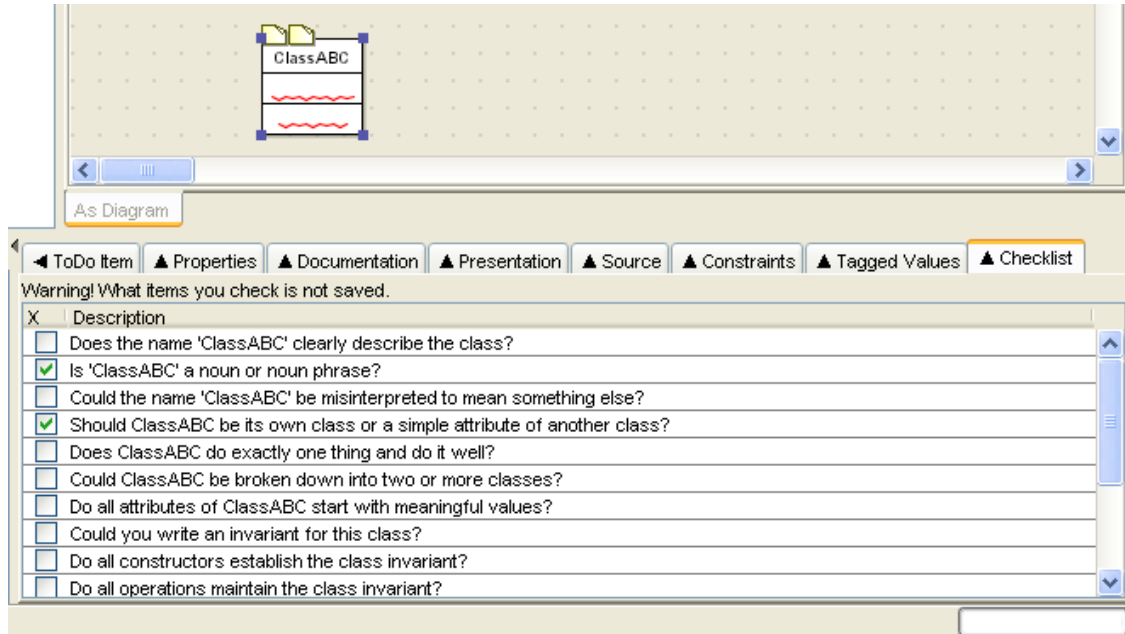 ClassABC
As Diagram
ToDo Item Properties Documentation Presentation Source Constraints Tagged Values Checklist
Warning! What items you check is not saved.
X Description
Does the name 'ClassABC' clearly describe the class?
Is 'ClassABC' a noun or noun phrase?
Could the name 'ClassABC' be misinterpreted to mean something else?
Should ClassABC be its own class or a simple attribute of another class?
Does ClassABC do exactly one thing and do it well?
Could ClassABC be broken down into two or more classes?
Do all attributes of ClassABC start with meaningful values?
Could you write an invariant for this class?
Do all constructors establish the class invariant?
Do all operations maintain the class invariant?